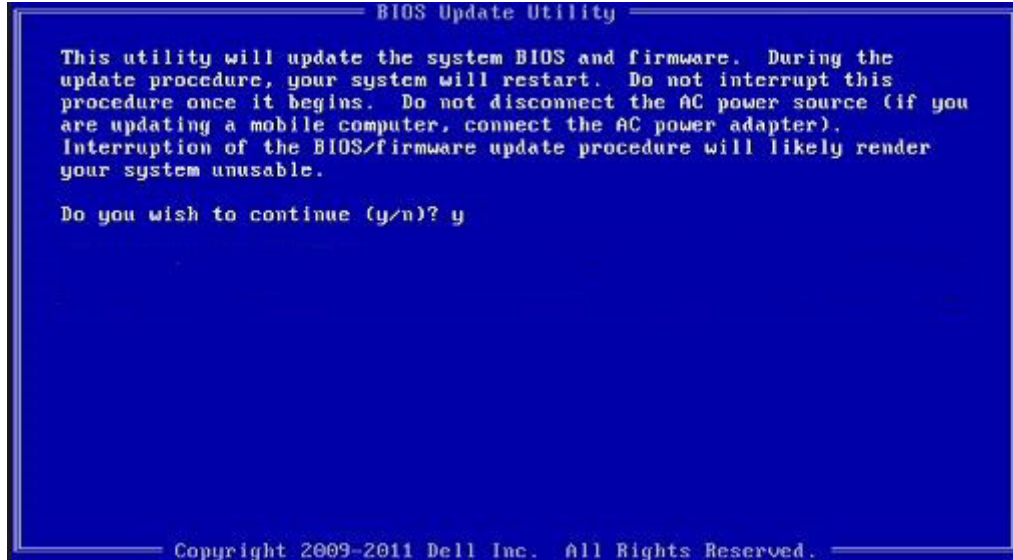 BIOS Update Utility
This utility will update the system BIOS and firmware.  During the
update procedure, your system will restart.  Do not interrupt this
procedure once it begins.  Do not disconnect the AC power source (if you
are updating a mobile computer, connect the AC power adapter).
Interruption of the BIOS/firmware update procedure will likely render
your system unusable.
Do you wish to continue (y/n)? y
Copyright 2009-2011 Dell Inc.  All Rights Reserved.